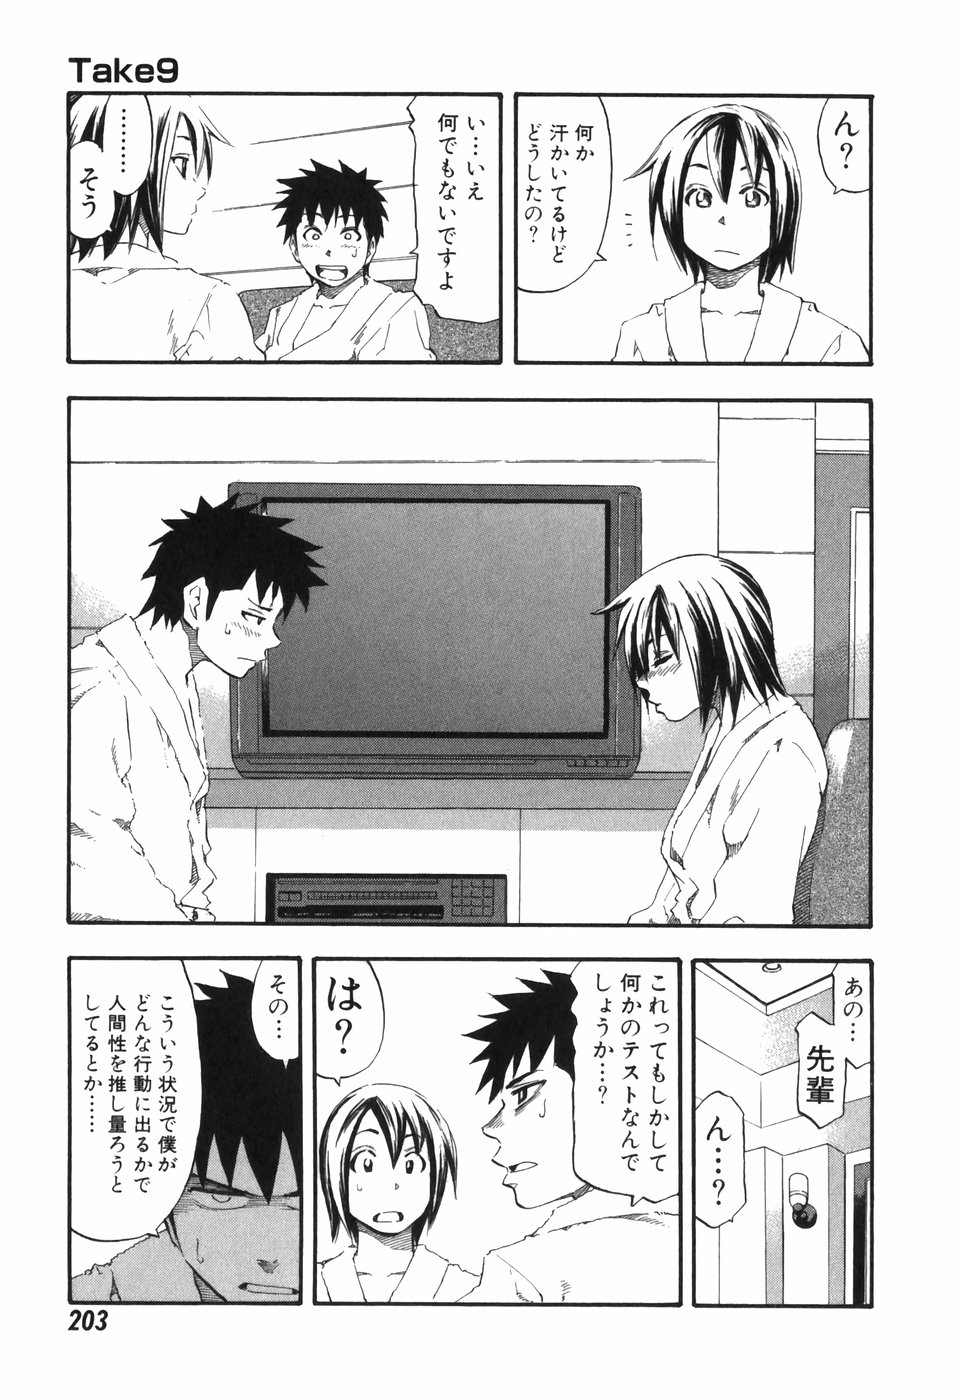 Take9
ん?
何か
汗かいてるけど
どうしたの?
い…いえ
何でもないですよ
………
そう
あの…
先輩
ん…?
これってもしかして
何かのテストなんで
しょうか…?
は?
その…
こういう状況で僕が
どんな行動に出るかで
人間性を推し量ろうと
してるとか……
203